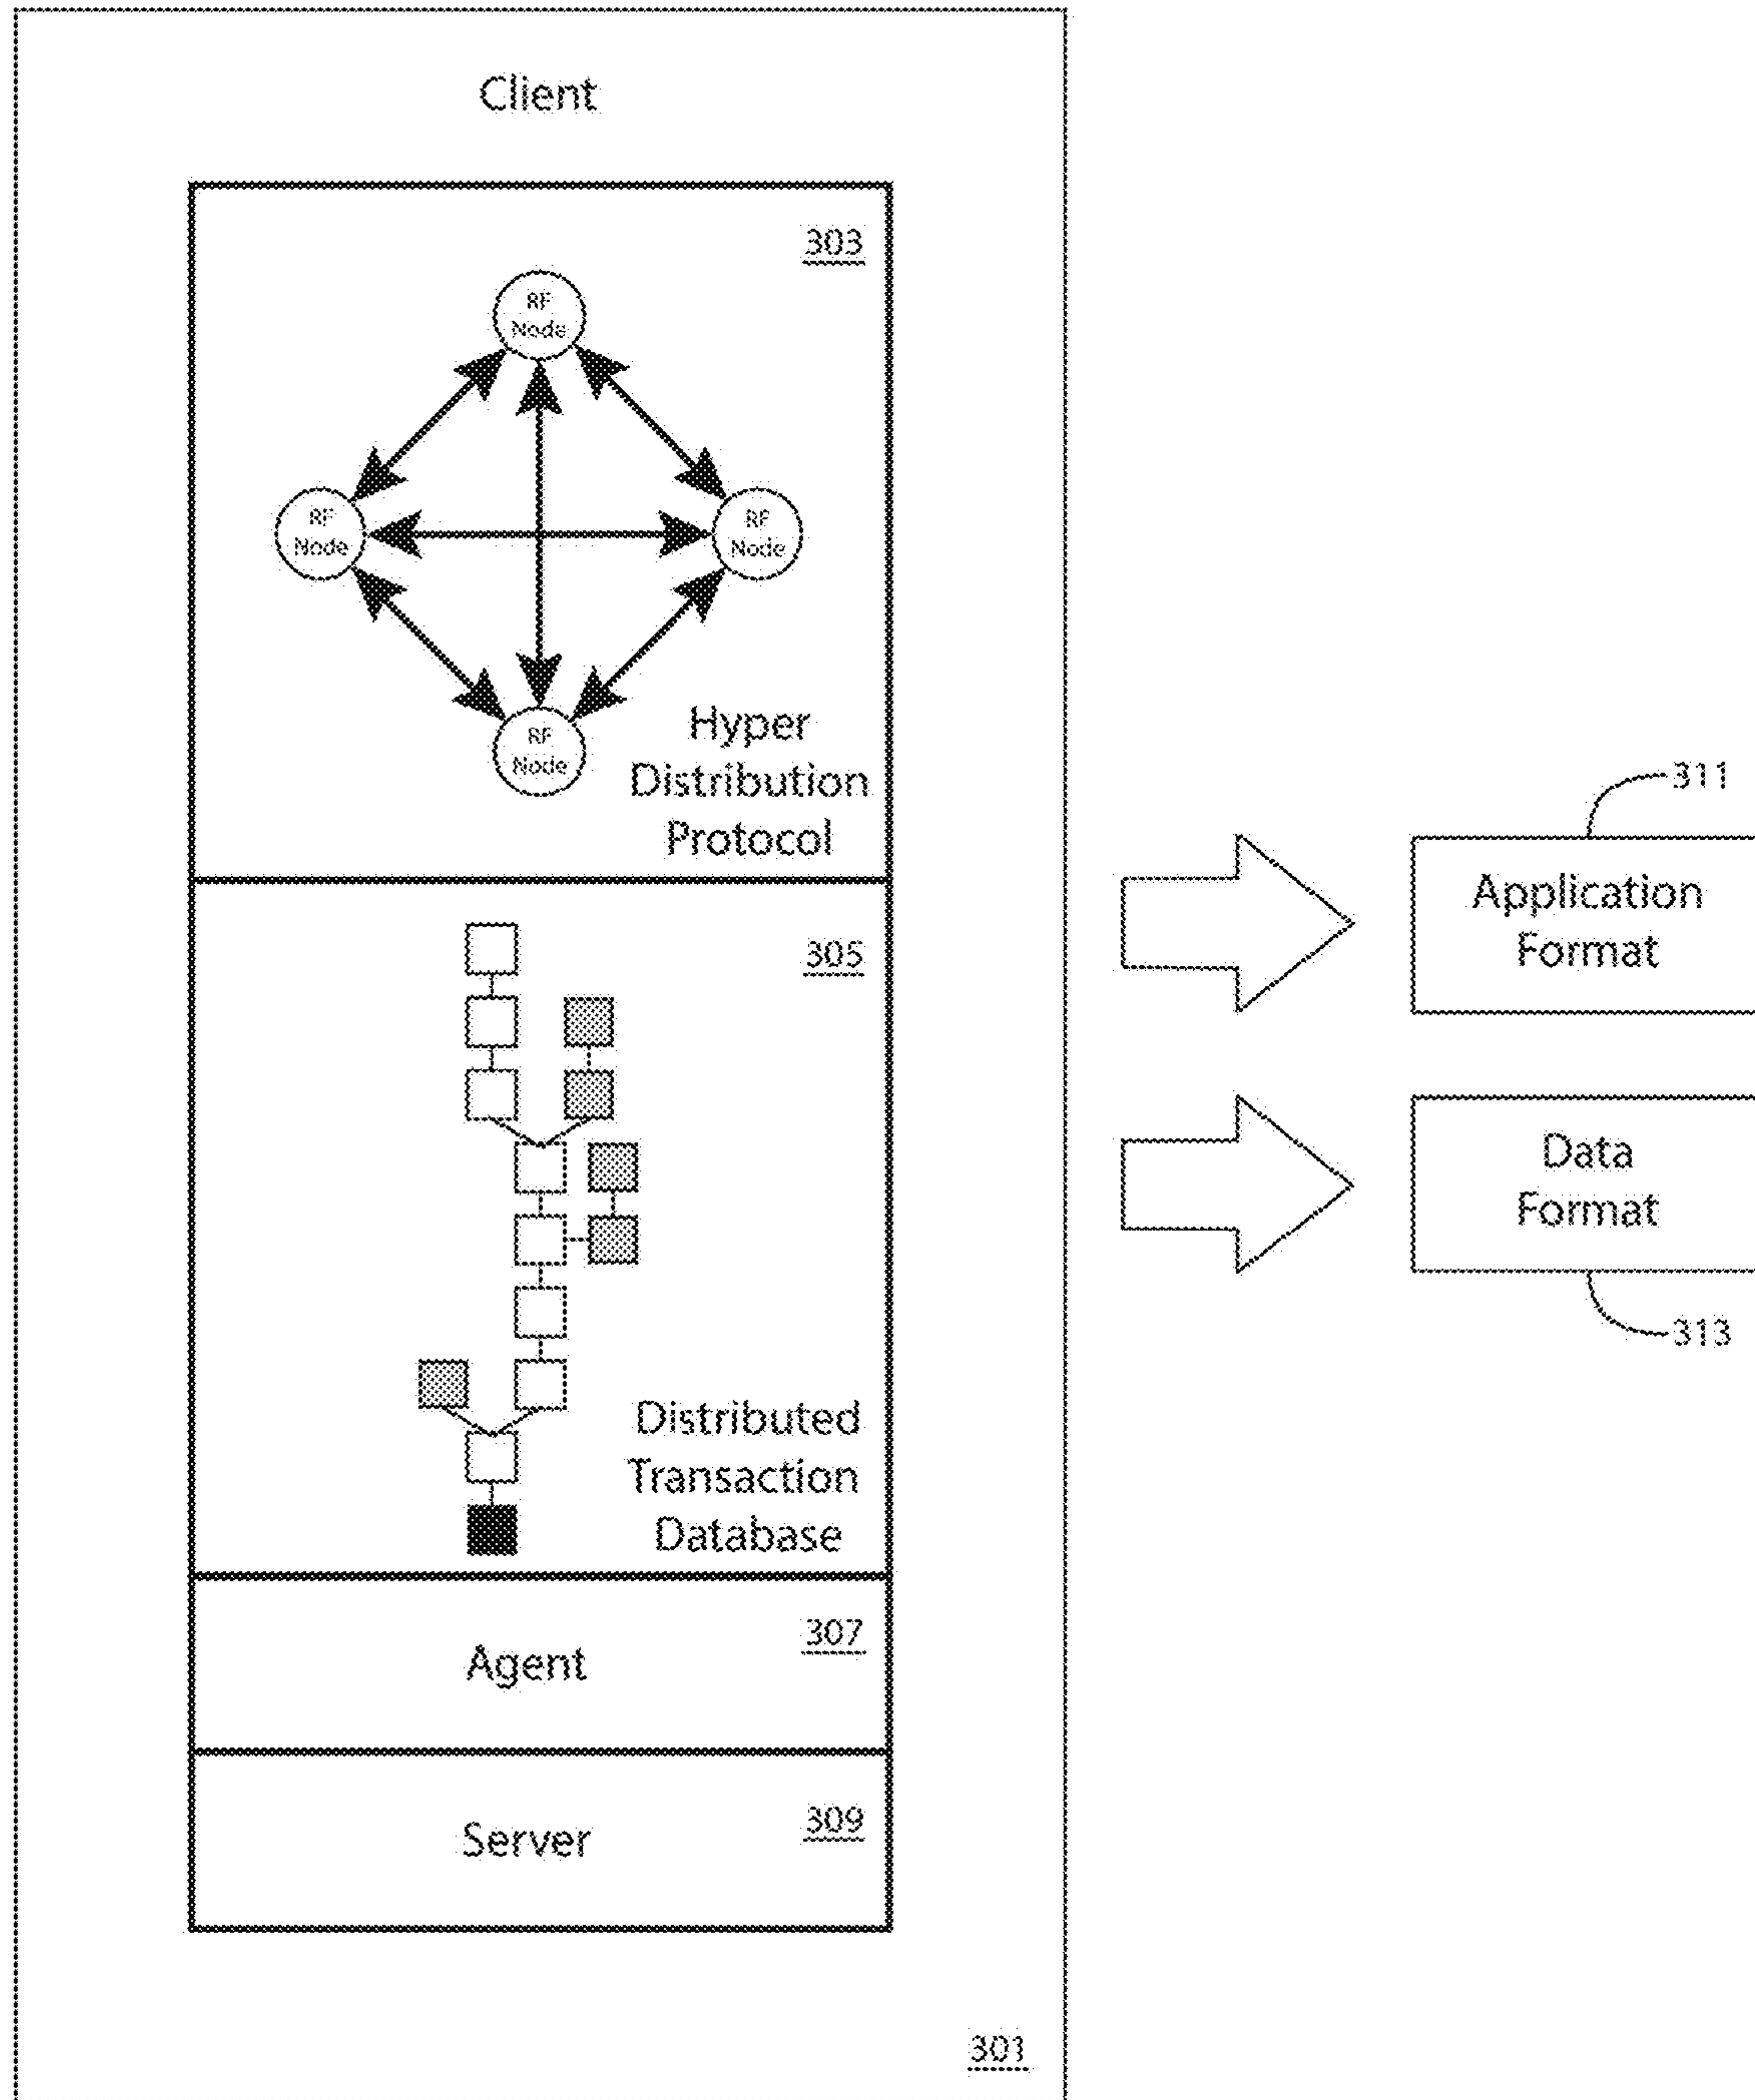 Client
303
RF
Node
RF
Node
RF
Node
RF
Node
Hyper
Distribution
Protocol
305
Distributed
Transaction
Database
307
Agent
309
Server
301
311
Application
Format
Data
Format
313